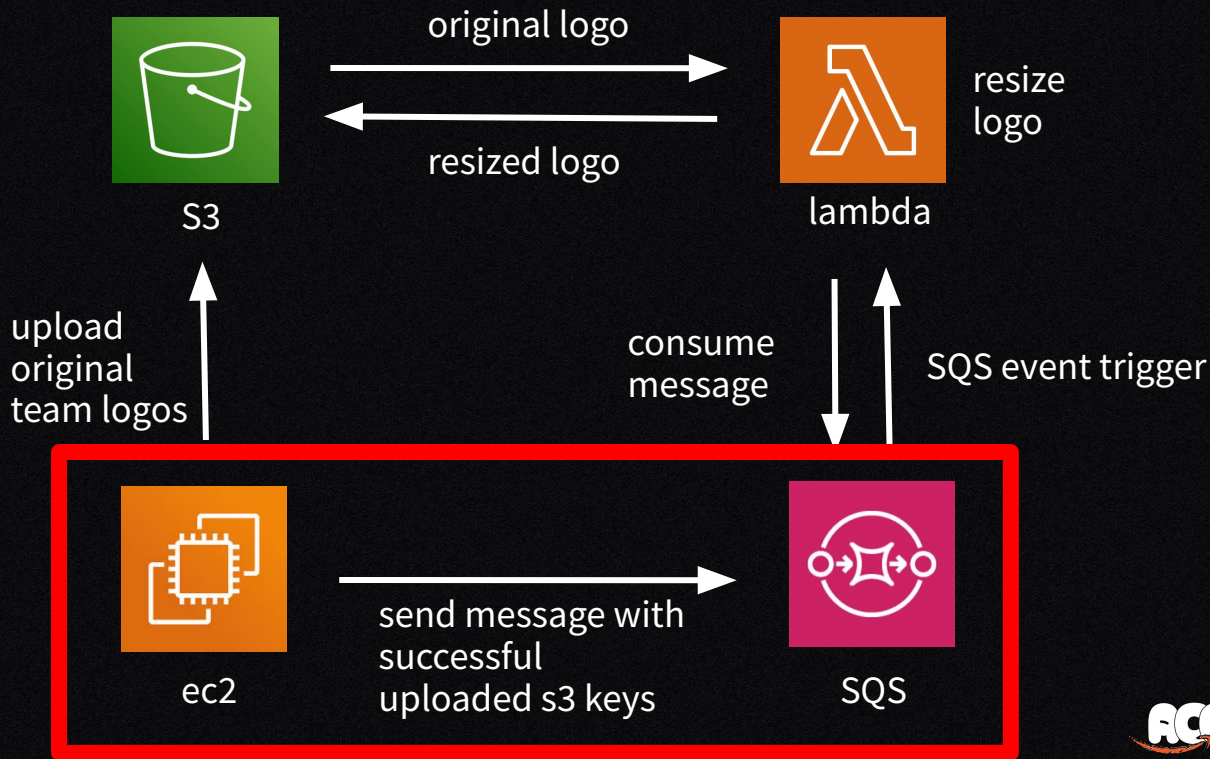 original logo
resize
logo
resized logo
S3
lambda
upload
original
team logos
consume
message
SQS event trigger
send message with
successful
uploaded s3 keys
ec2
SQS